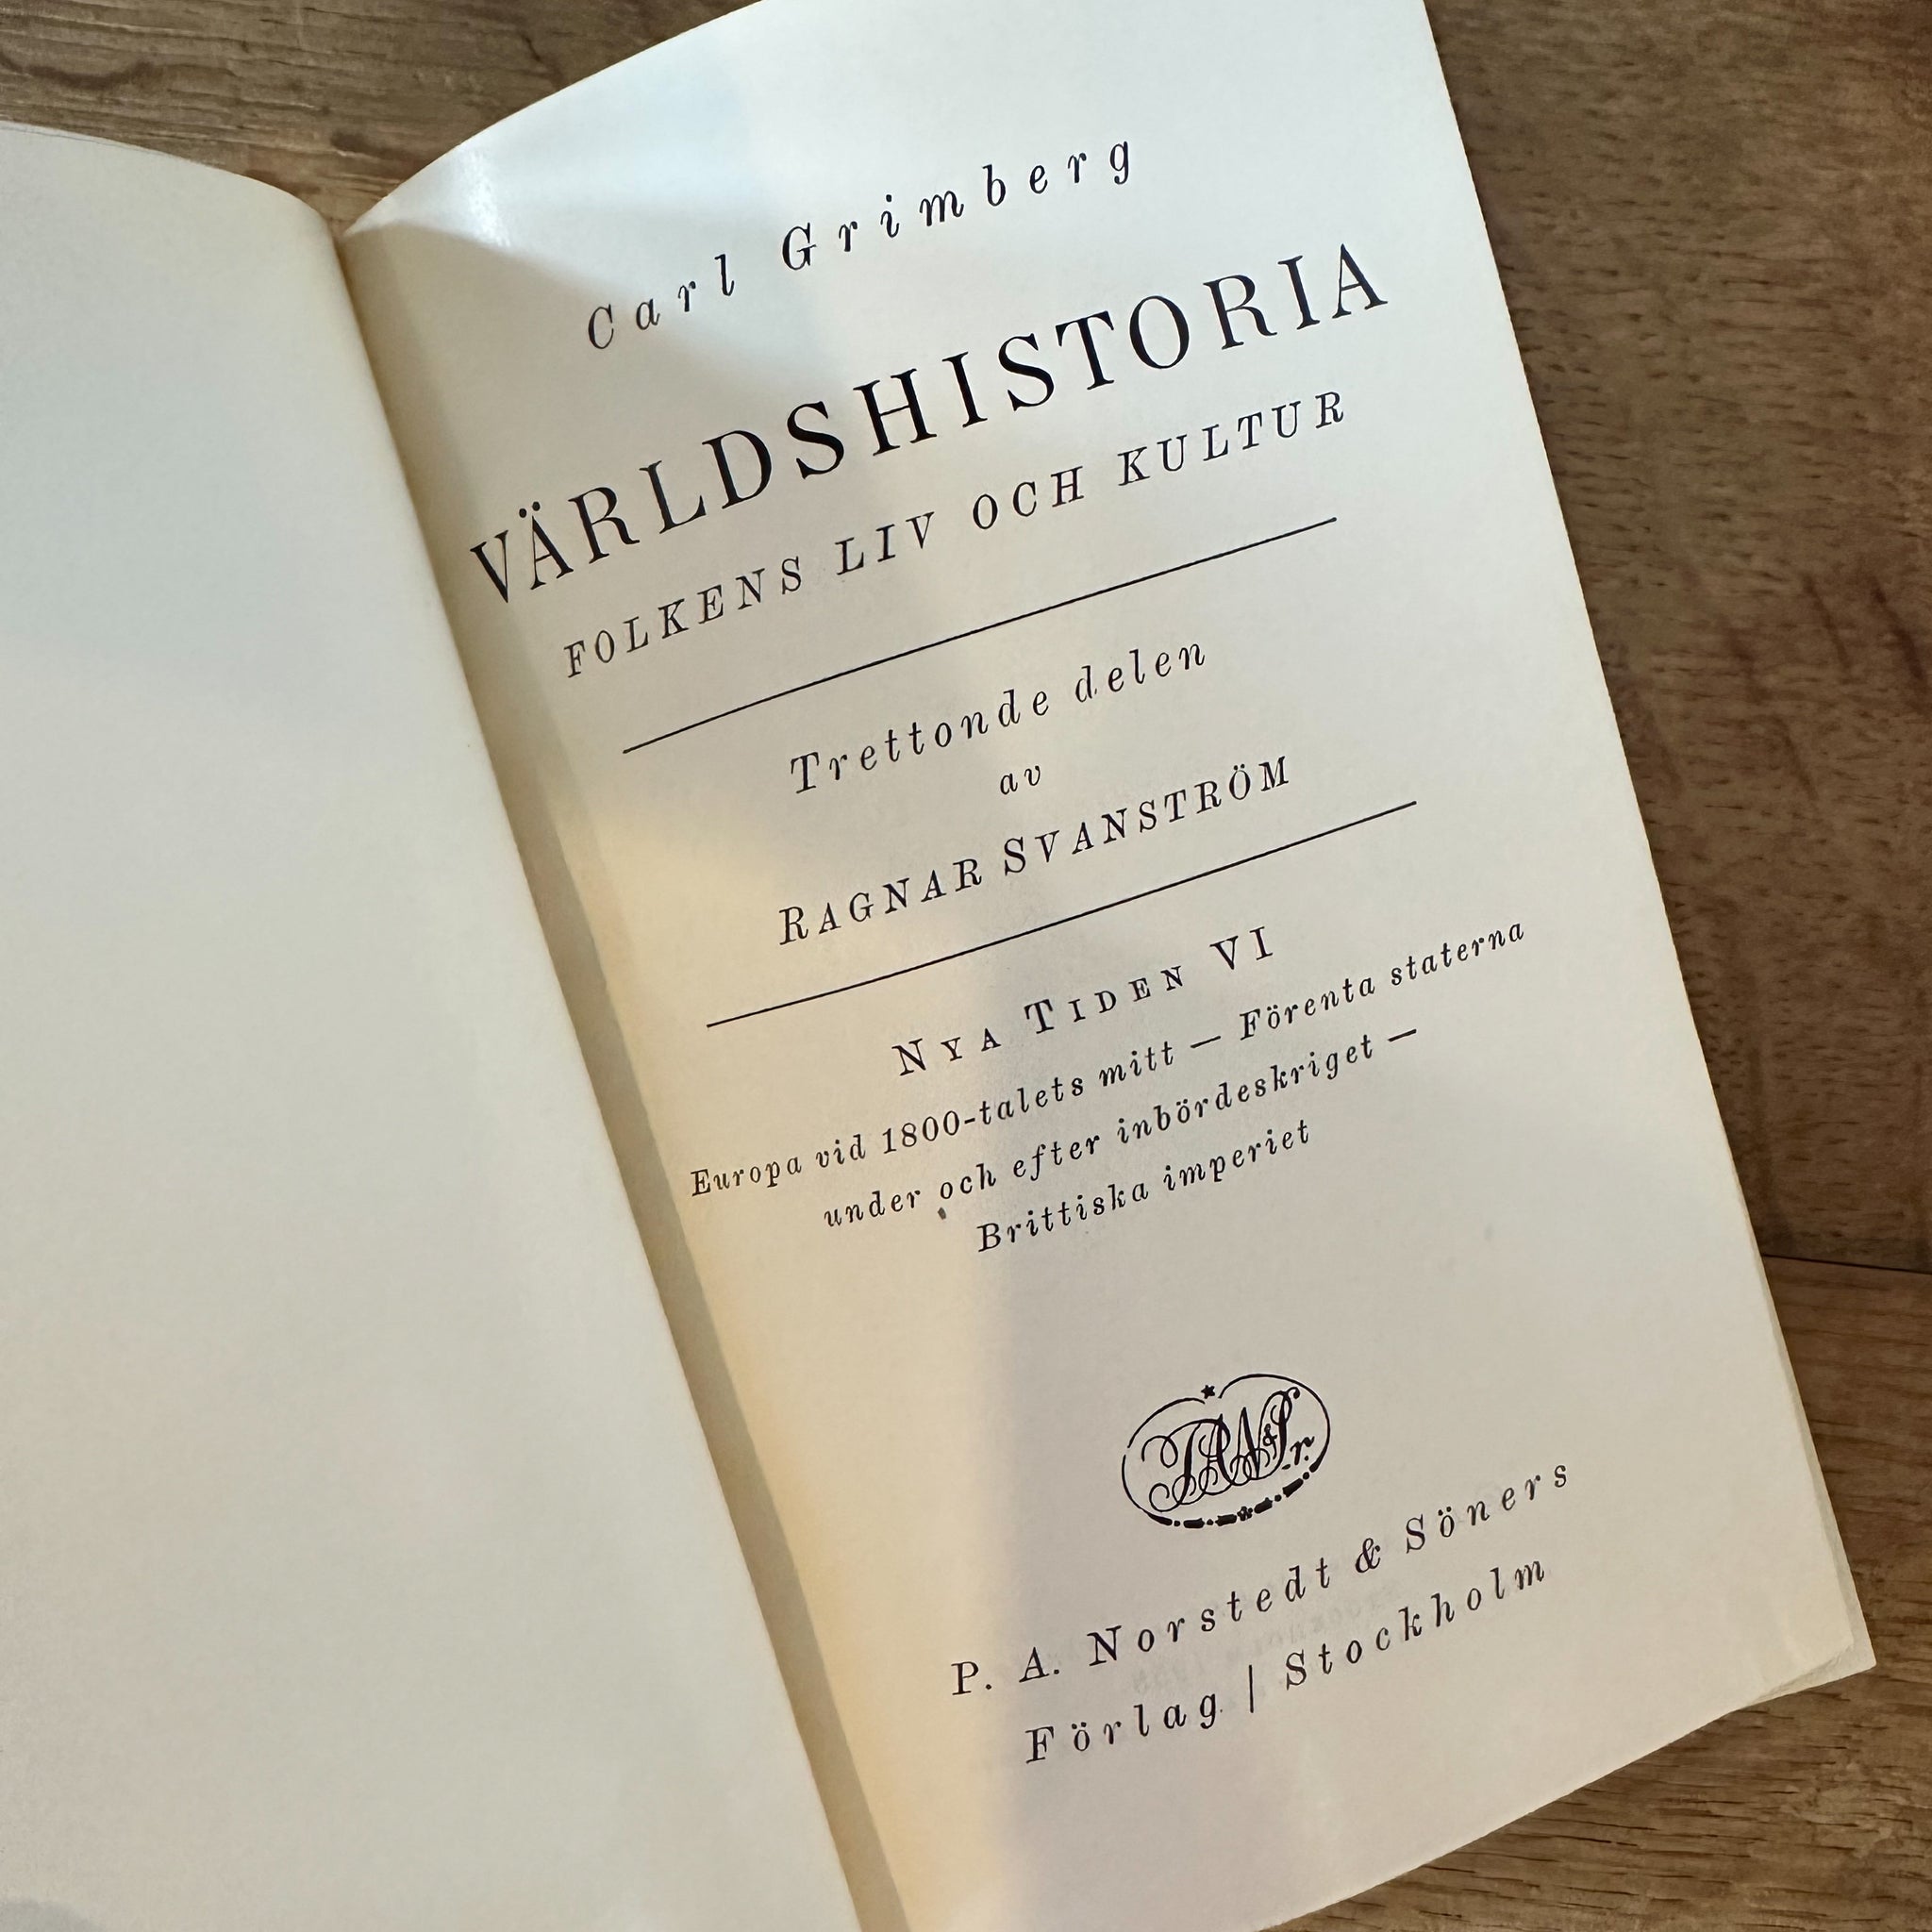 Carl Grimberg
VÄRLDSHISTORIA
FOLKENS LIV OCH KULTUR
Trettonde delen
av
RAGNAR SVANSTRÖM
NYA TIDEN VI
Europa vid 1800-talets mitt — Förenta staterna
under och efter inbördeskriget —
Brittiska imperiet
P. A. Norstedt & Söners
Förlag | Stockholm